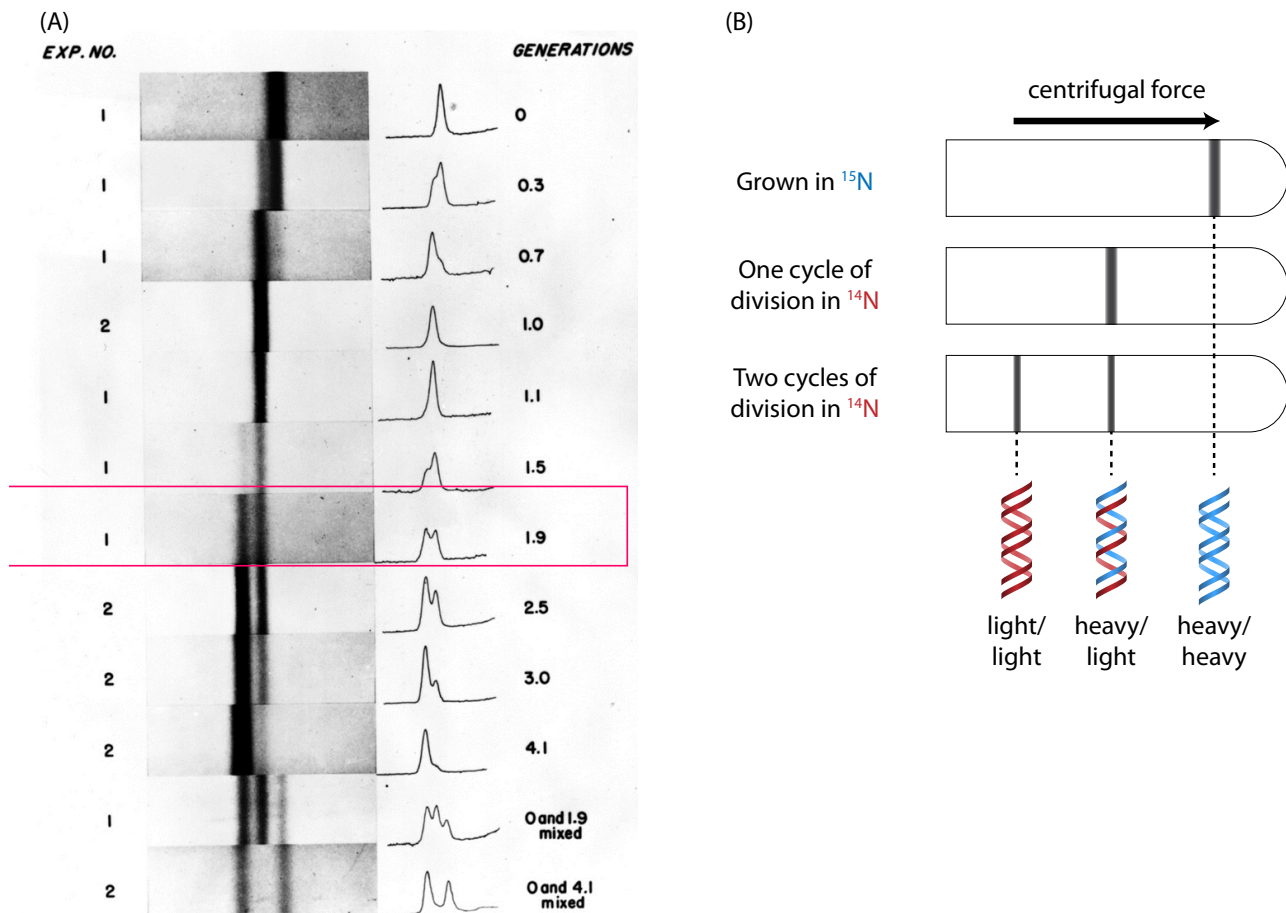 (A)
EXP. NO.
GENERATIONS
1
0
1
0.3
1
0.7
2
1.0
1
1.1
1
1.5
1
1.9
2
2.5
2
3.0
2
4.1
1
0 and 1.9
mixed
2
0 and 4.1
mixed
(B)
centrifugal force
Grown in ¹⁵N
One cycle of
division in ¹⁴N
Two cycles of
division in ¹⁴N
light/
light
heavy/
light
heavy/
heavy